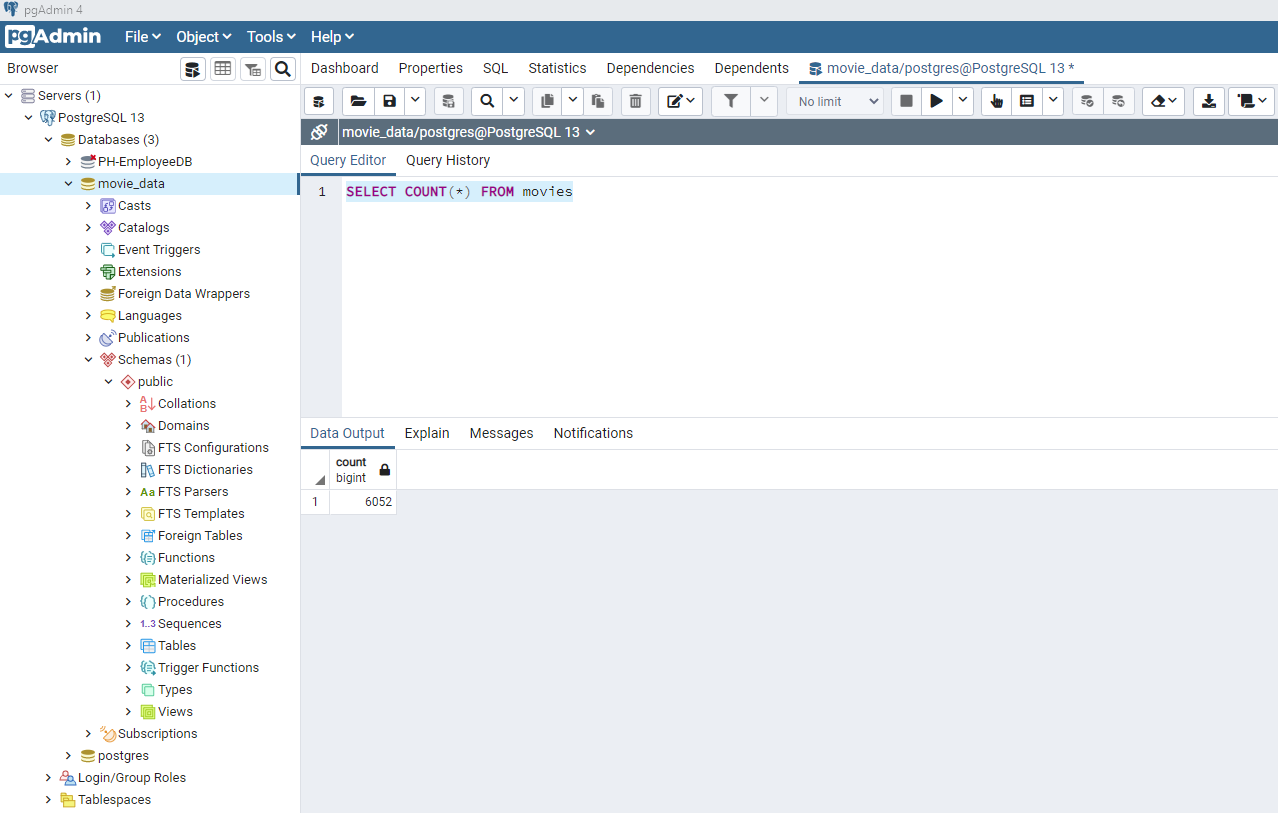 pgAdmin 4
pgAdmin File Object Tools Help
Browser
Dashboard Properties SQL Statistics Dependencies Dependents movie_data/postgres@PostgreSQL 13 *
No limit
movie_data/postgres@PostgreSQL 13
Query Editor Query History
1 SELECT COUNT(*) FROM movies
Data Output Explain Messages Notifications
count
bigint
1 6052
Servers (1)
PostgreSQL 13
Databases (3)
PH-EmployeeDB
movie_data
Casts
Catalogs
Event Triggers
Extensions
Foreign Data Wrappers
Languages
Publications
Schemas (1)
public
Collations
Domains
FTS Configurations
FTS Dictionaries
Aa FTS Parsers
FTS Templates
Foreign Tables
Functions
Materialized Views
Procedures
1..3 Sequences
Tables
Trigger Functions
Types
Views
Subscriptions
postgres
Login/Group Roles
Tablespaces